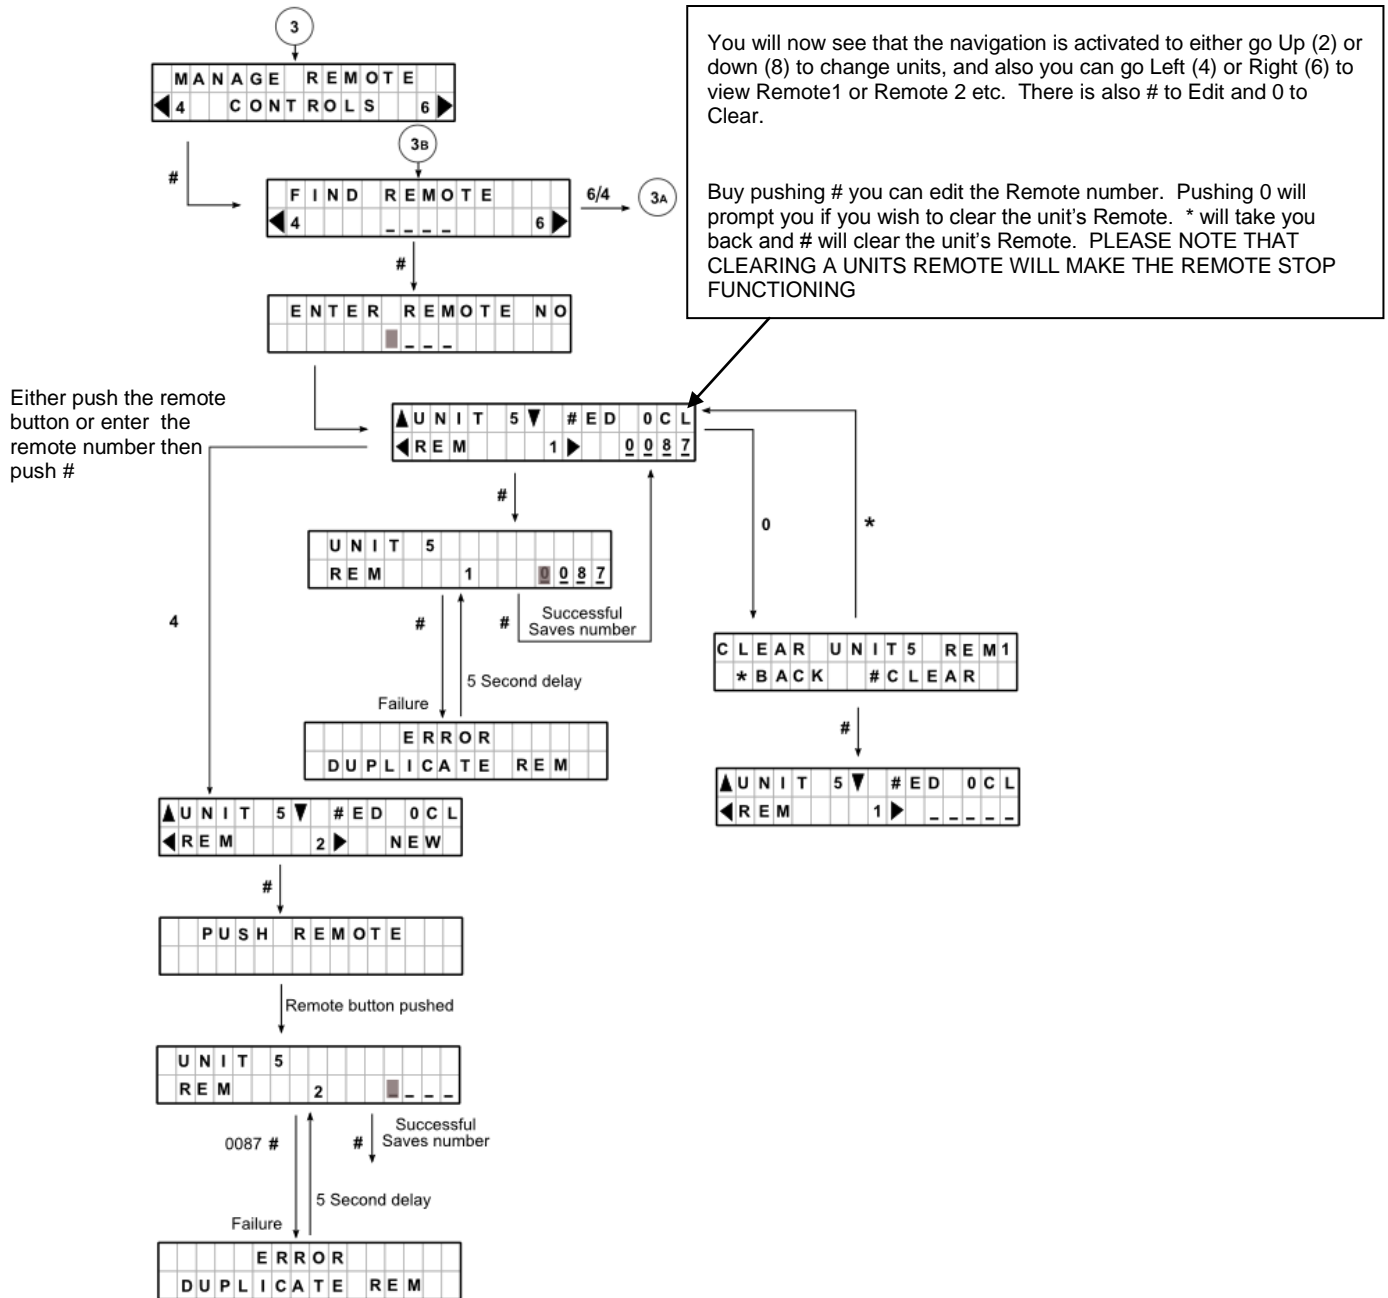 3
MANAGE REMOTE
◀4 CONTROLS 6▶
You will now see that the navigation is activated to either go Up (2) or
down (8) to change units, and also you can go Left (4) or Right (6) to
view Remote1 or Remote 2 etc. There is also # to Edit and 0 to
Clear.
Buy pushing # you can edit the Remote number. Pushing 0 will
prompt you if you wish to clear the unit's Remote. * will take you
back and # will clear the unit's Remote. PLEASE NOTE THAT
CLEARING A UNITS REMOTE WILL MAKE THE REMOTE STOP
FUNCTIONING
3B
#
FIND REMOTE
◀4 _ _ _ _ 6▶
6/4
3A
#
ENTER REMOTE NO
_ _ _
Either push the remote
button or enter the
remote number then
push #
▲UNIT 5▼ #ED 0CL
◀REM 1▶ 0087
#
0
*
UNIT 5
REM 1 0087
4
#
#
Successful
Saves number
5 Second delay
Failure
ERROR
DUPLICATE REM
CLEAR UNIT5 REM1
*BACK #CLEAR
#
▲UNIT 5▼ #ED 0CL
◀REM 1▶ _ _ _ _ _
▲UNIT 5▼ #ED 0CL
◀REM 2▶ NEW
#
PUSH REMOTE
Remote button pushed
UNIT 5
REM 2 _ _ _ _
0087 #
#
Successful
Saves number
5 Second delay
Failure
ERROR
DUPLICATE REM